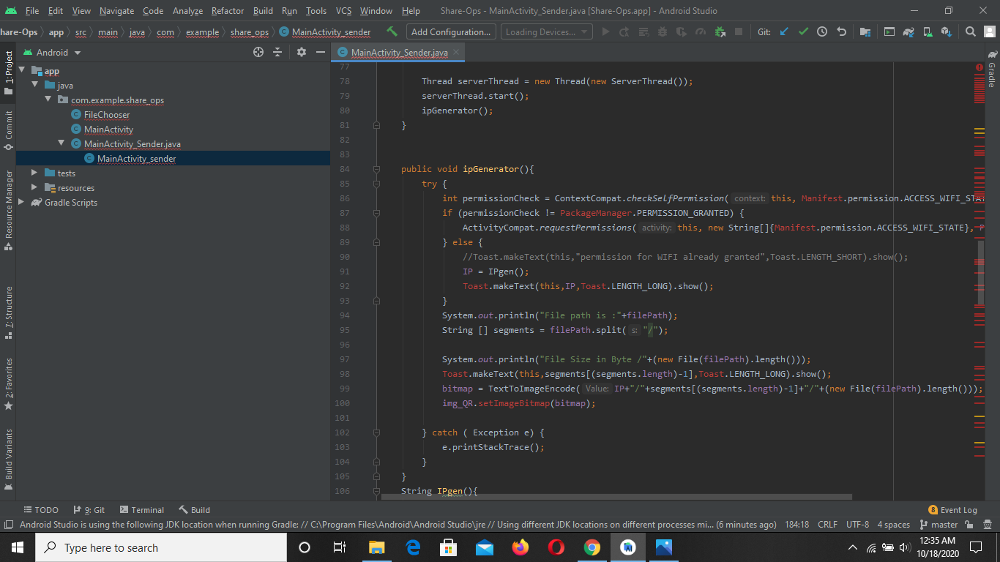 File Edit View Navigate Code Analyze Refactor Build Run Tools VCS Window Help Share-Ops - MainActivity_Sender.java [Share-Ops.app] - Android Studio
hare-Ops app src main java com example share_ops MainActivity_sender Add Configuration... Loading Devices... Git:
1: Project
Commit
Resource Manager
7: Structure
2: Favorites
Build Variants
Android
app
java
com.example.share_ops
FileChooser
MainActivity
MainActivity_Sender.java
MainActivity_sender
tests
resources
Gradle Scripts
MainActivity_Sender.java
Gradle
77
78 Thread serverThread = new Thread(new ServerThread());
79 serverThread.start();
80 ipGenerator();
81 }
82
83
84 public void ipGenerator(){
85 try {
86 int permissionCheck = ContextCompat.checkSelfPermission( context: this, Manifest.permission.ACCESS_WIFI_STA
87 if (permissionCheck != PackageManager.PERMISSION_GRANTED) {
88 ActivityCompat.requestPermissions( activity: this, new String[]{Manifest.permission.ACCESS_WIFI_STATE}, P
89 } else {
90 //Toast.makeText(this,"permission for WIFI already granted",Toast.LENGTH_SHORT).show();
91 IP = IPgen();
92 Toast.makeText(this,IP,Toast.LENGTH_LONG).show();
93 }
94 System.out.println("File path is :"+filePath);
95 String [] segments = filePath.split( s: "/");
96
97 System.out.println("File Size in Byte /"+(new File(filePath).length()));
98 Toast.makeText(this,segments[(segments.length)-1],Toast.LENGTH_LONG).show();
99 bitmap = TextToImageEncode( Value: IP+"/"+segments[(segments.length)-1]+"/"+(new File(filePath).length()));
100 img_QR.setImageBitmap(bitmap);
101
102 } catch ( Exception e) {
103 e.printStackTrace();
104 }
105 }
106 String IPgen(){
TODO 9: Git Terminal Build 8 Event Log
Android Studio is using the following JDK location when running Gradle: // C:\Program Files\Android\Android Studio\jre // Using different JDK locations on different processes mi... (6 minutes ago) 184:18 CRLF UTF-8 4 spaces master
Type here to search
12:35 AM
10/18/2020